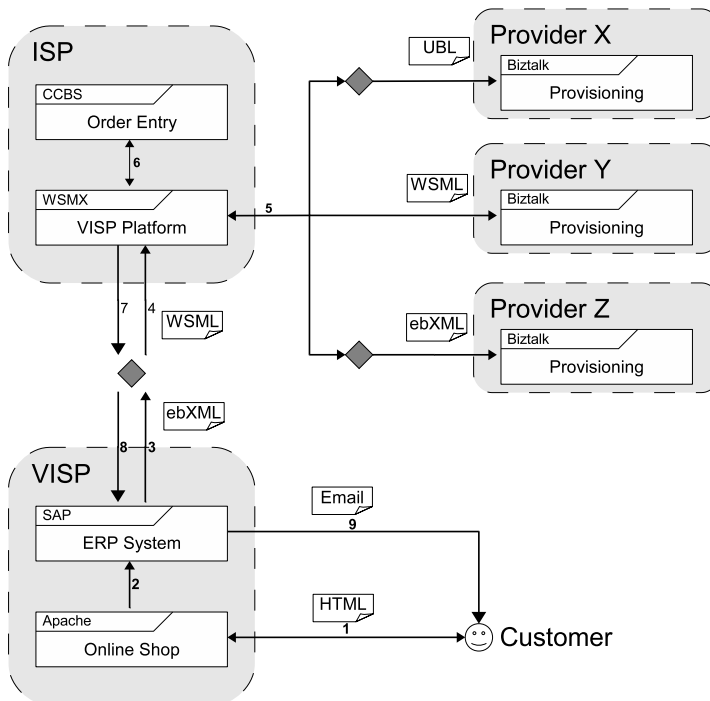 ISP
CCBS
Order Entry
6
WSMX
VISP Platform
5
UBL
Provider X
Biztalk
Provisioning
WSML
Provider Y
Biztalk
Provisioning
ebXML
Provider Z
Biztalk
Provisioning
7
4
WSML
ebXML
8
3
VISP
SAP
ERP System
Email
9
2
Apache
Online Shop
HTML
1
Customer